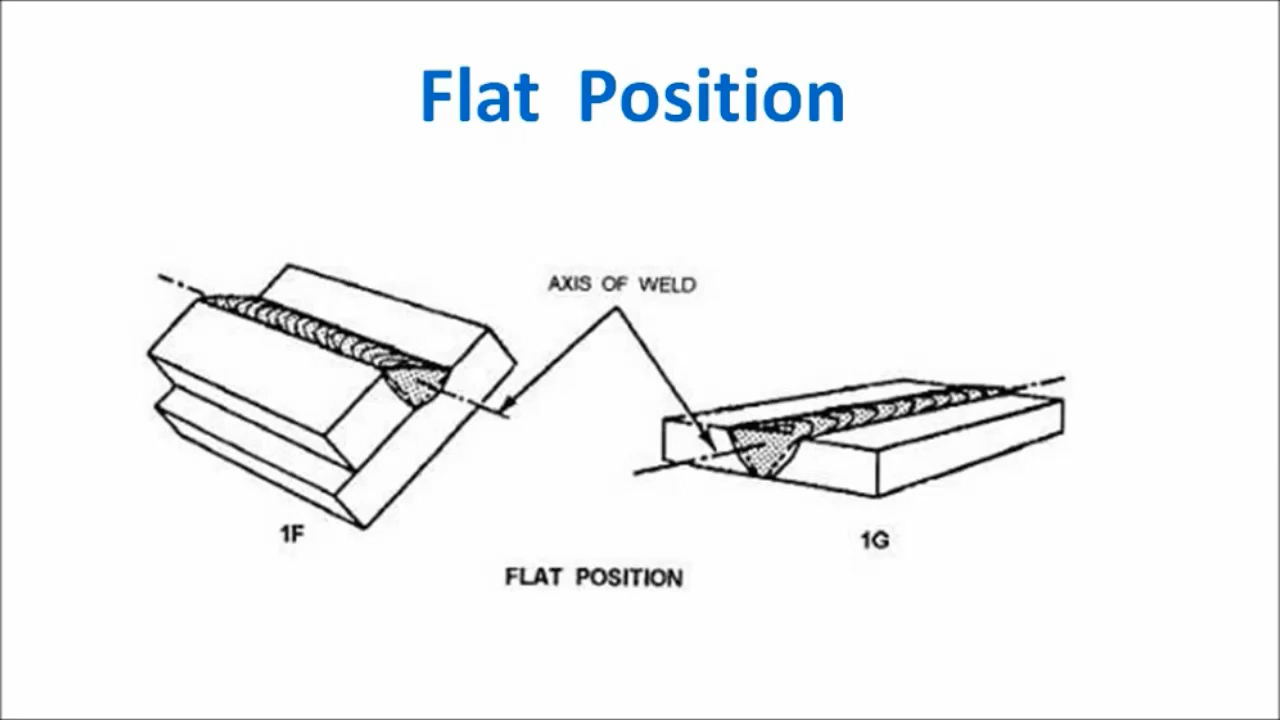 Flat Position
AXIS OF WELD
1F
1G
FLAT POSITION